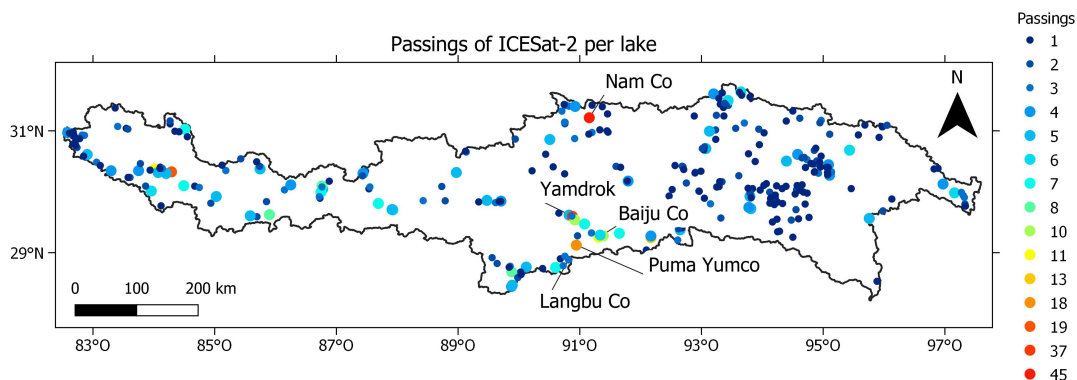 Passings of ICESat-2 per lake
Passings
1
2
3
4
5
6
7
8
10
11
13
18
19
37
45
N
Nam Co
31°N
Yamdrok
Baiju Co
29°N
Puma Yumco
Langbu Co
0 100 200 km
83°O 85°O 87°O 89°O 91°O 93°O 95°O 97°O